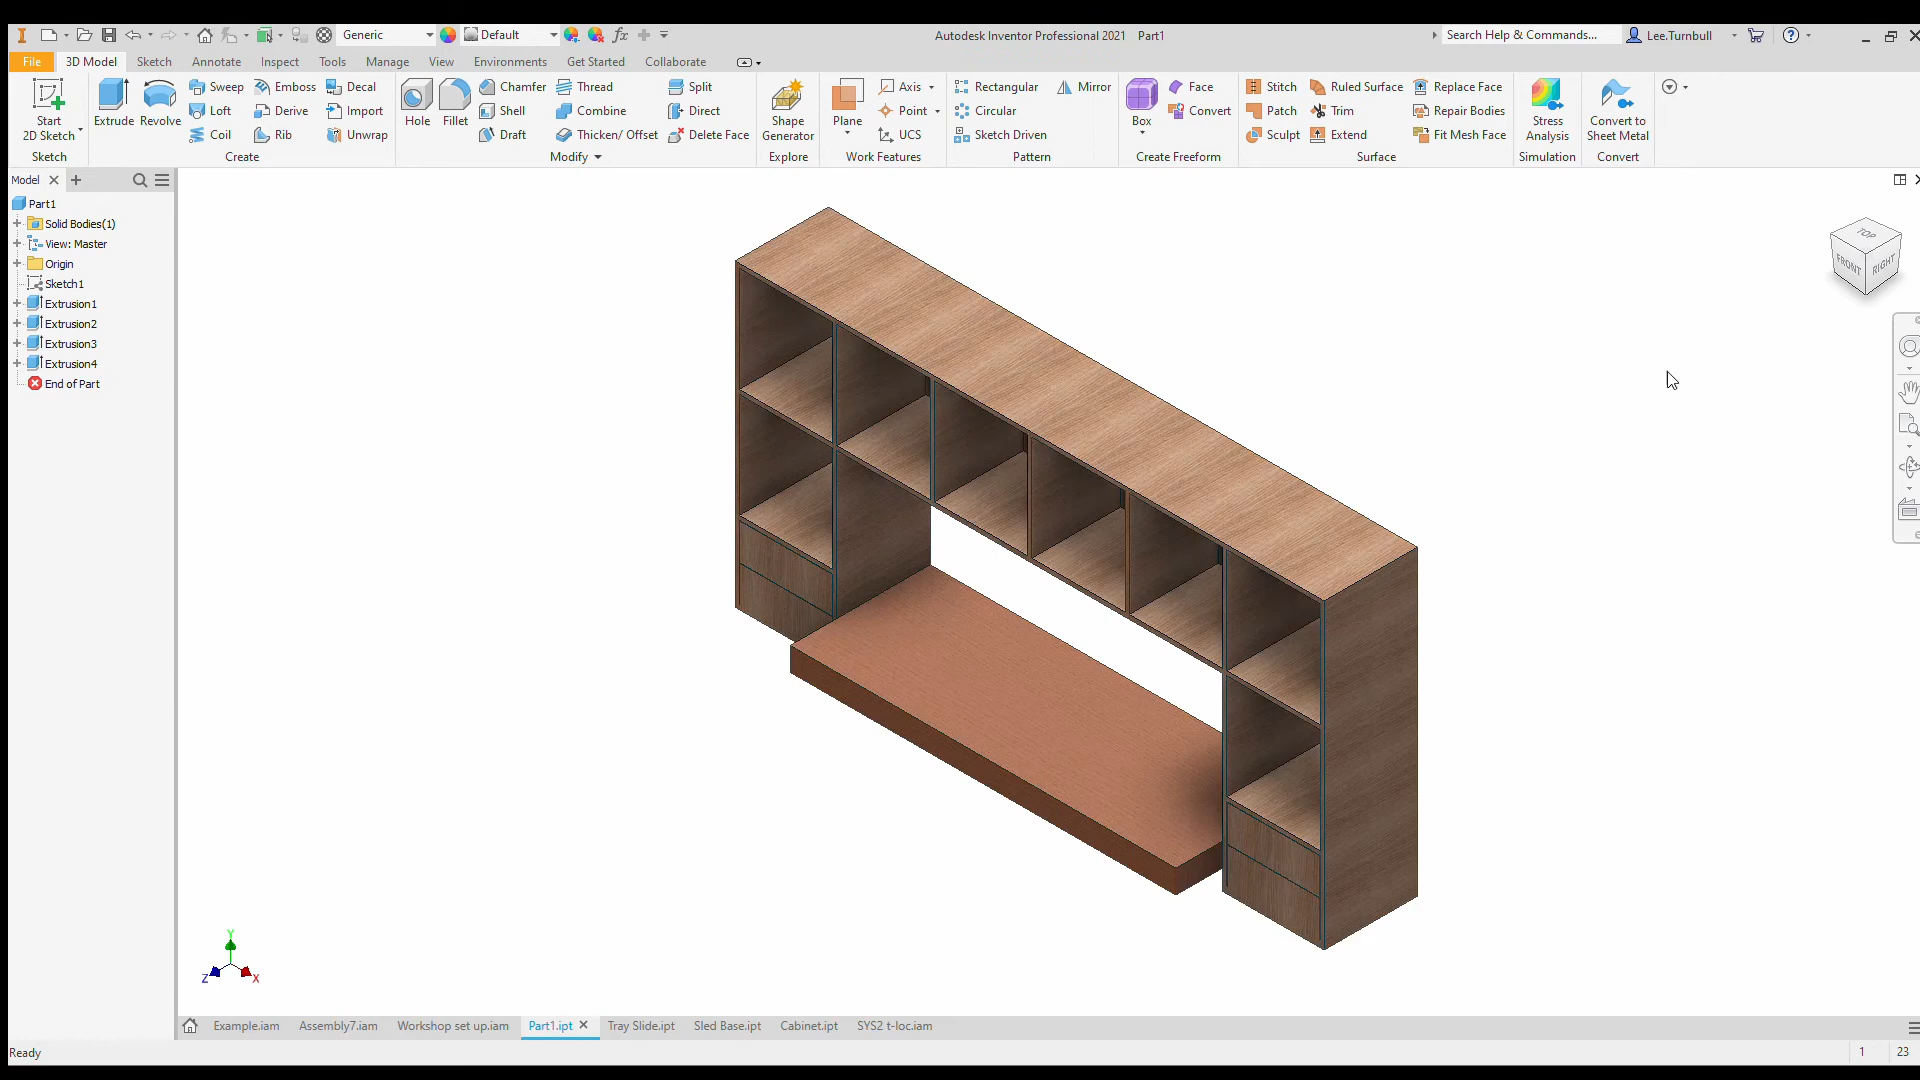 Generic
Default
Autodesk Inventor Professional 2021 Part1
Search Help & Commands...
Lee.Turnbull
File 3D Model Sketch Annotate Inspect Tools Manage View Environments Get Started Collaborate
Start
2D Sketch
Sketch
Extrude
Revolve
Sweep Emboss Decal
Loft Derive Import
Coil Rib Unwrap
Create
Hole
Fillet
Chamfer Thread Split
Shell Combine Direct
Draft Thicken/ Offset Delete Face
Modify
Shape
Generator
Explore
Plane
Axis
Point
UCS
Work Features
Rectangular Mirror
Circular
Sketch Driven
Pattern
Box
Face
Convert
Create Freeform
Stitch Ruled Surface Replace Face
Patch Trim Repair Bodies
Sculpt Extend Fit Mesh Face
Surface
Stress
Analysis
Simulation
Convert to
Sheet Metal
Convert
Model
Part1
Solid Bodies(1)
View: Master
Origin
Sketch1
Extrusion1
Extrusion2
Extrusion3
Extrusion4
End of Part
TOP
FRONT RIGHT
Y
Z X
Example.iam Assembly7.iam Workshop set up.iam Part1.ipt Tray Slide.ipt Sled Base.ipt Cabinet.ipt SYS2 t-loc.iam
Ready
1 23